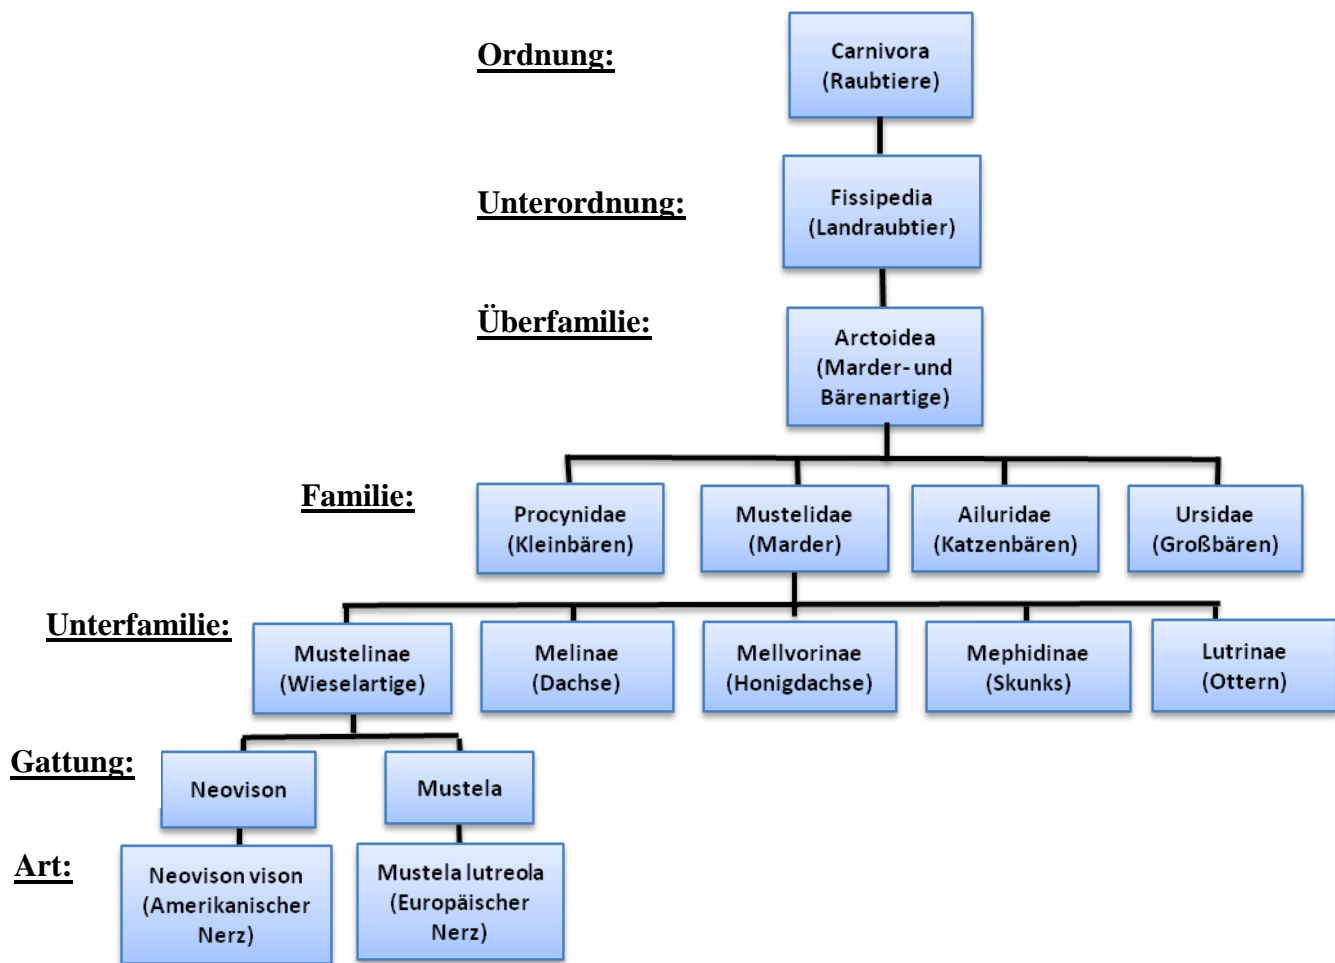 Ordnung:
Carnivora
(Raubtiere)
Unterordnung:
Fissipedia
(Landraubtier)
Überfamilie:
Arctoidea
(Marder- und
Bärenartige)
Familie:
Procynidae
(Kleinbären)
Mustelidae
(Marder)
Ailuridae
(Katzenbären)
Ursidae
(Großbären)
Unterfamilie:
Mustelinae
(Wieselartige)
Melinae
(Dachse)
Mellvorinae
(Honigdachse)
Mephidinae
(Skunks)
Lutrinae
(Ottern)
Gattung:
Neovison
Mustela
Art:
Neovison vison
(Amerikanischer
Nerz)
Mustela lutreola
(Europäischer
Nerz)